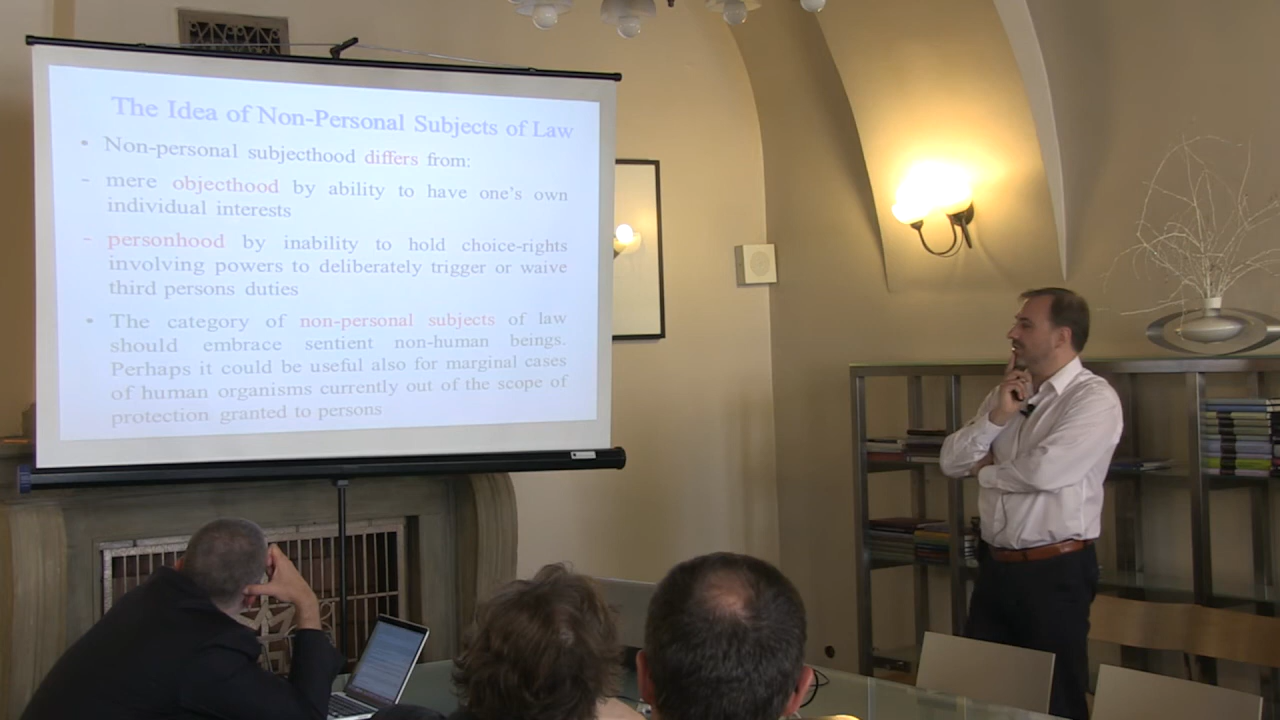 The Idea of Non-Personal Subjects of Law
• Non-personal subjecthood differs from:
- mere objecthood by ability to have one's own
individual interests
- personhood by inability to hold choice-rights
involving powers to deliberately trigger or waive
third persons duties
• The category of non-personal subjects of law
should embrace sentient non-human beings.
Perhaps it could be useful also for marginal cases
of human organisms currently out of the scope of
protection granted to persons